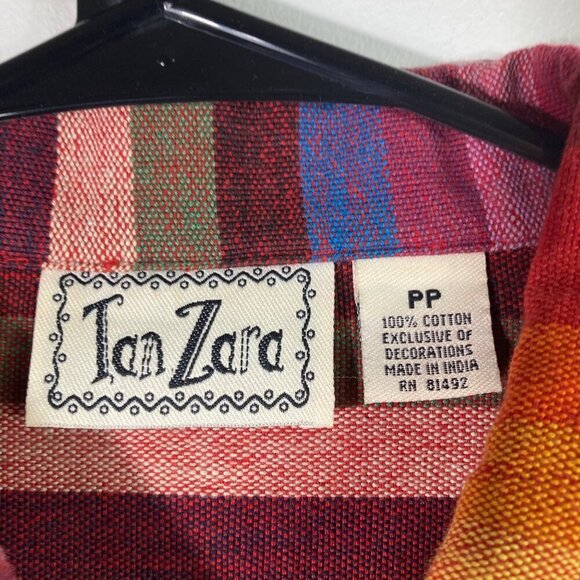 Tan Zara
PP
100% COTTON
EXCLUSIVE OF
DECORATIONS
MADE IN INDIA
RN 81492